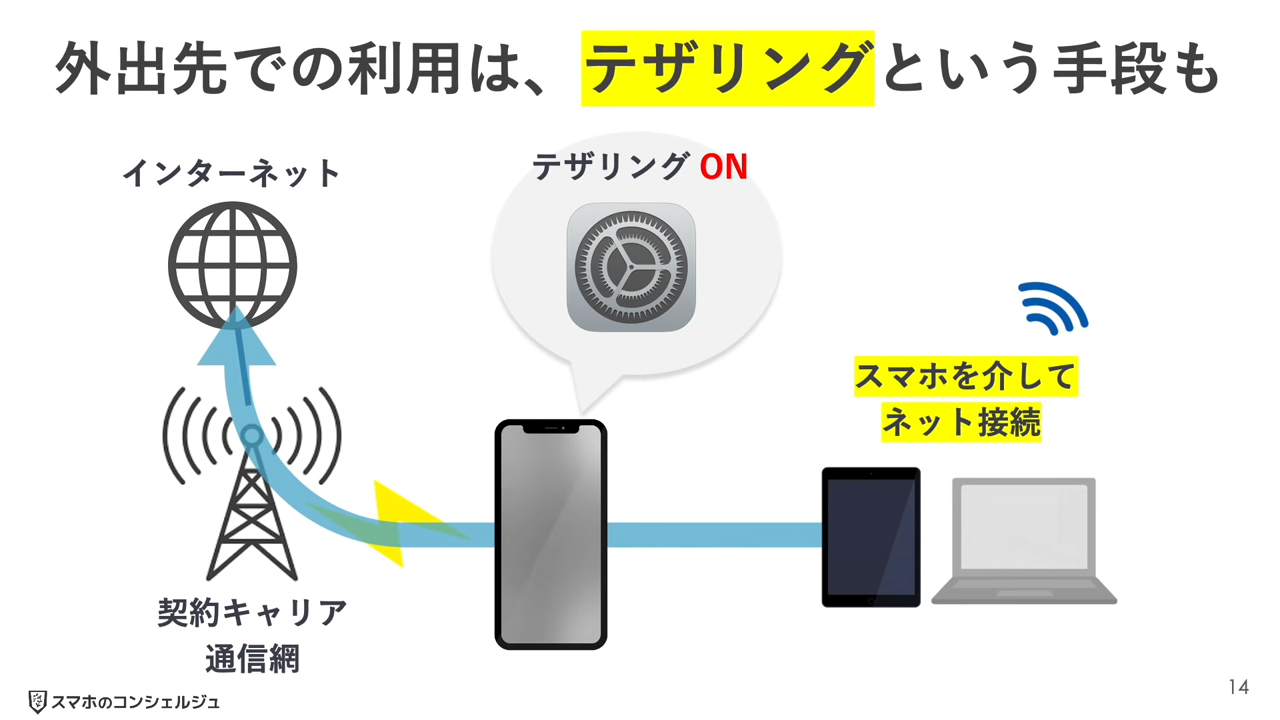 外出先での利用は、テザリングという手段も
インターネット
テザリング ON
スマホを介して
ネット接続
契約キャリア
通信網
スマホのコンシェルジュ
14